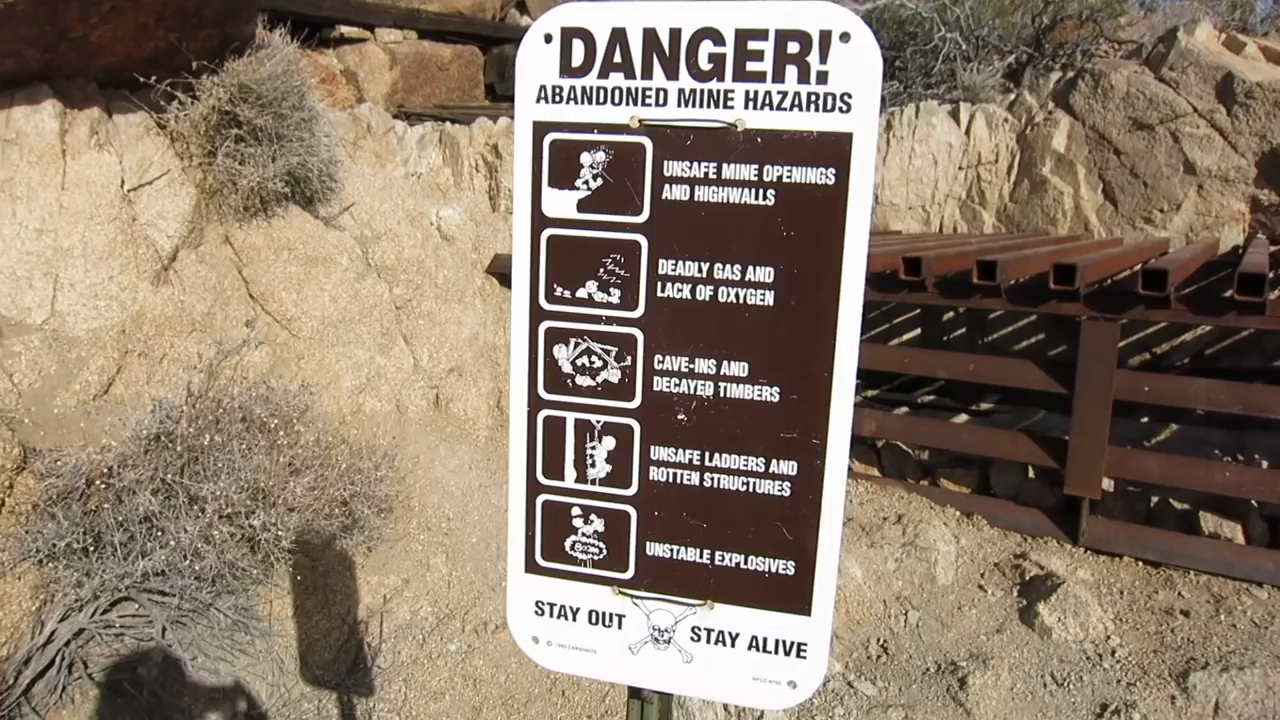 DANGER!
ABANDONED MINE HAZARDS
UNSAFE MINE OPENINGS
AND HIGHWALLS
DEADLY GAS AND
LACK OF OXYGEN
CAVE-INS AND
DECAYED TIMBERS
UNSAFE LADDERS AND
ROTTEN STRUCTURES
BOOM
UNSTABLE EXPLOSIVES
STAY OUT
STAY ALIVE